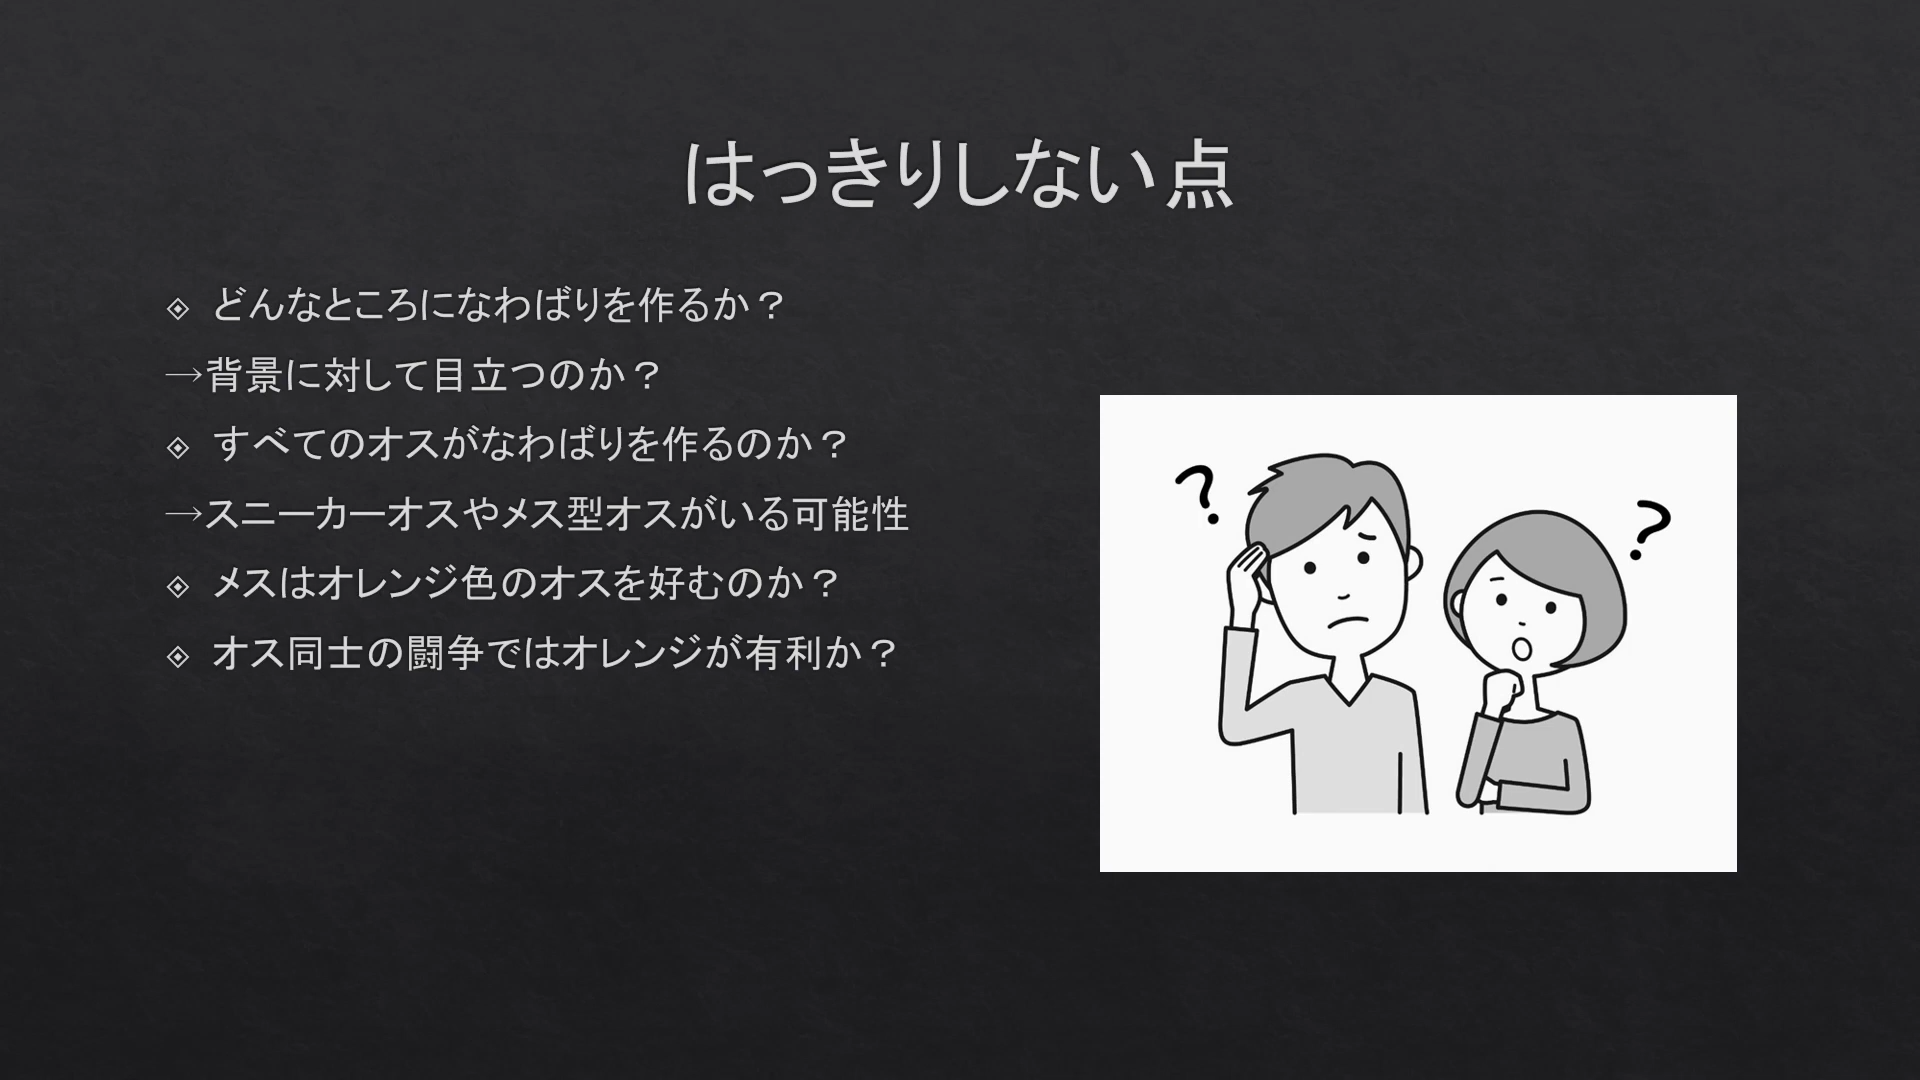 はっきりしない点
◈ どんなところになわばりを作るか？
→背景に対して目立つのか？
◈ すべてのオスがなわばりを作るのか？
→スニーカーオスやメス型オスがいる可能性
◈ メスはオレンジ色のオスを好むのか？
◈ オス同士の闘争ではオレンジが有利か？
?
?